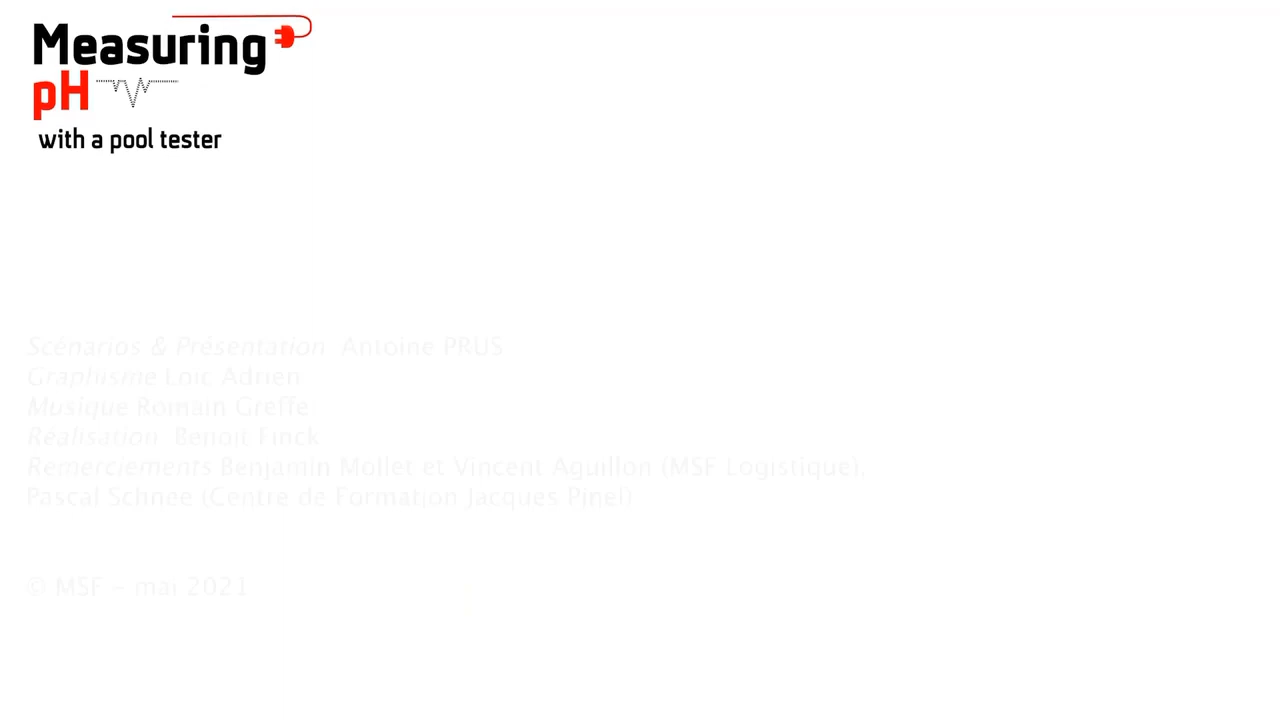 Measuring
pH
with a pool tester
Scénarios & Présentation Antoine PRUS
Graphisme Loïc Adrien
Musique Romain Greffe
Réalisation Benoit Finck
Remerciements Benjamin Mollet et Vincent Aguillon (MSF Logistique),
Pascal Schnee (Centre de Formation Jacques Pinel)
© MSF – mai 2021